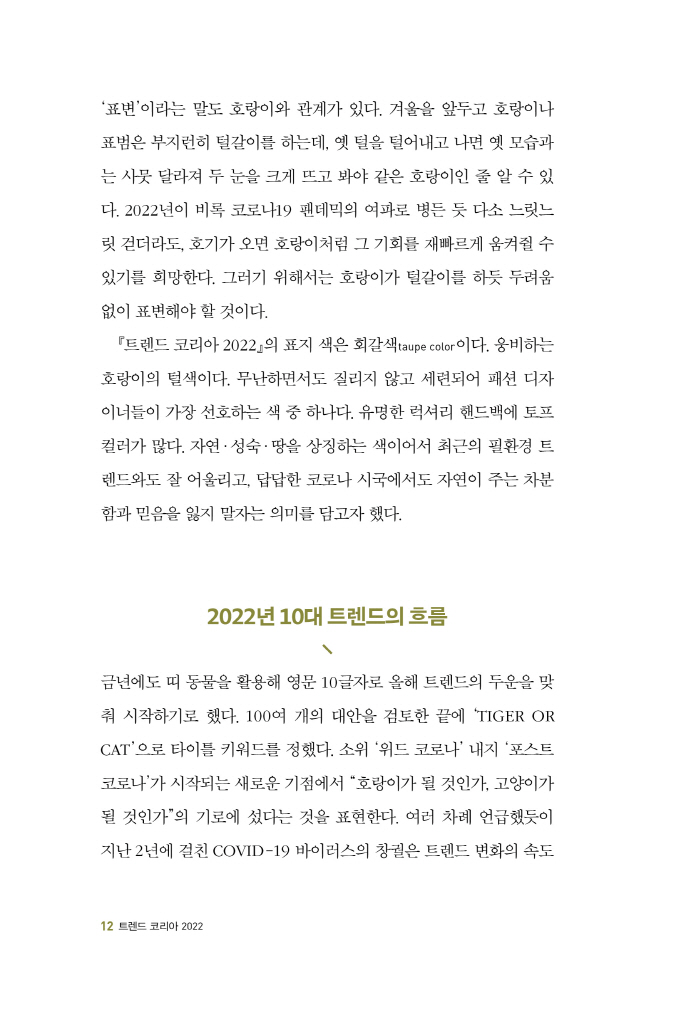 ‘표변’이라는 말도 호랑이와 관계가 있다. 겨울을 앞두고 호랑이나
표범은 부지런히 털갈이를 하는데, 옛 털을 털어내고 나면 옛 모습과
는 사뭇 달라져 두 눈을 크게 뜨고 봐야 같은 호랑이인 줄 알 수 있
다. 2022년이 비록 코로나19 팬데믹의 여파로 병든 듯 다소 느릿느
릿 걷더라도, 호기가 오면 호랑이처럼 그 기회를 재빠르게 움켜쥘 수
있기를 희망한다. 그러기 위해서는 호랑이가 털갈이를 하듯 두려움
없이 표변해야 할 것이다.
『트렌드 코리아 2022』의 표지 색은 회갈색taupe color이다. 웅비하는
호랑이의 털색이다. 무난하면서도 질리지 않고 세련되어 패션 디자
이너들이 가장 선호하는 색 중 하나다. 유명한 럭셔리 핸드백에 토프
컬러가 많다. 자연·성숙·땅을 상징하는 색이어서 최근의 필환경 트
렌드와도 잘 어울리고, 답답한 코로나 시국에서도 자연이 주는 차분
함과 믿음을 잃지 말자는 의미를 담고자 했다.
2022년 10대 트렌드의 흐름
금년에도 띠 동물을 활용해 영문 10글자로 올해 트렌드의 두운을 맞
춰 시작하기로 했다. 100여 개의 대안을 검토한 끝에 ‘TIGER OR
CAT’으로 타이틀 키워드를 정했다. 소위 ‘위드 코로나’ 내지 ‘포스트
코로나’가 시작되는 새로운 기점에서 “호랑이가 될 것인가, 고양이가
될 것인가”의 기로에 섰다는 것을 표현한다. 여러 차례 언급했듯이
지난 2년에 걸친 COVID-19 바이러스의 창궐은 트렌드 변화의 속도
12 트렌드 코리아 2022